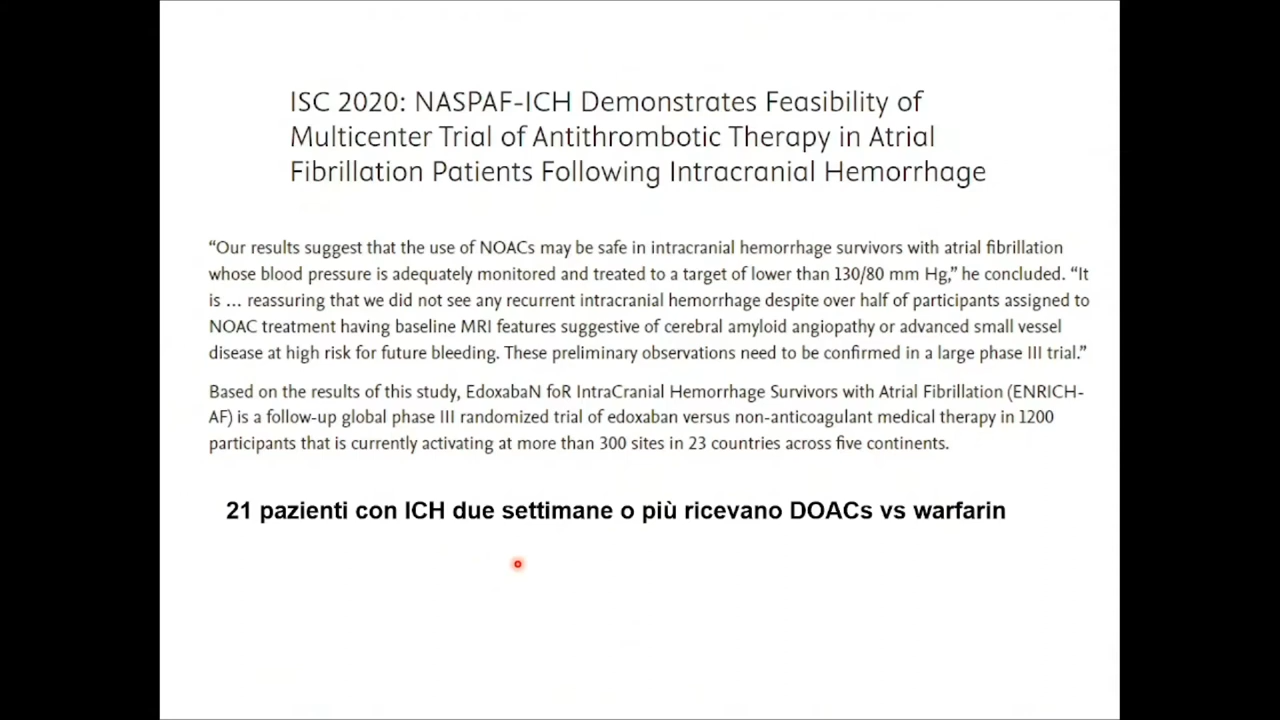 ISC 2020: NASPAF-ICH Demonstrates Feasibility of
Multicenter Trial of Antithrombotic Therapy in Atrial
Fibrillation Patients Following Intracranial Hemorrhage
“Our results suggest that the use of NOACs may be safe in intracranial hemorrhage survivors with atrial fibrillation
whose blood pressure is adequately monitored and treated to a target of lower than 130/80 mm Hg,” he concluded. “It
is … reassuring that we did not see any recurrent intracranial hemorrhage despite over half of participants assigned to
NOAC treatment having baseline MRI features suggestive of cerebral amyloid angiopathy or advanced small vessel
disease at high risk for future bleeding. These preliminary observations need to be confirmed in a large phase III trial.”
Based on the results of this study, EdoxabaN foR IntraCranial Hemorrhage Survivors with Atrial Fibrillation (ENRICH-
AF) is a follow-up global phase III randomized trial of edoxaban versus non-anticoagulant medical therapy in 1200
participants that is currently activating at more than 300 sites in 23 countries across five continents.
21 pazienti con ICH due settimane o più ricevano DOACs vs warfarin